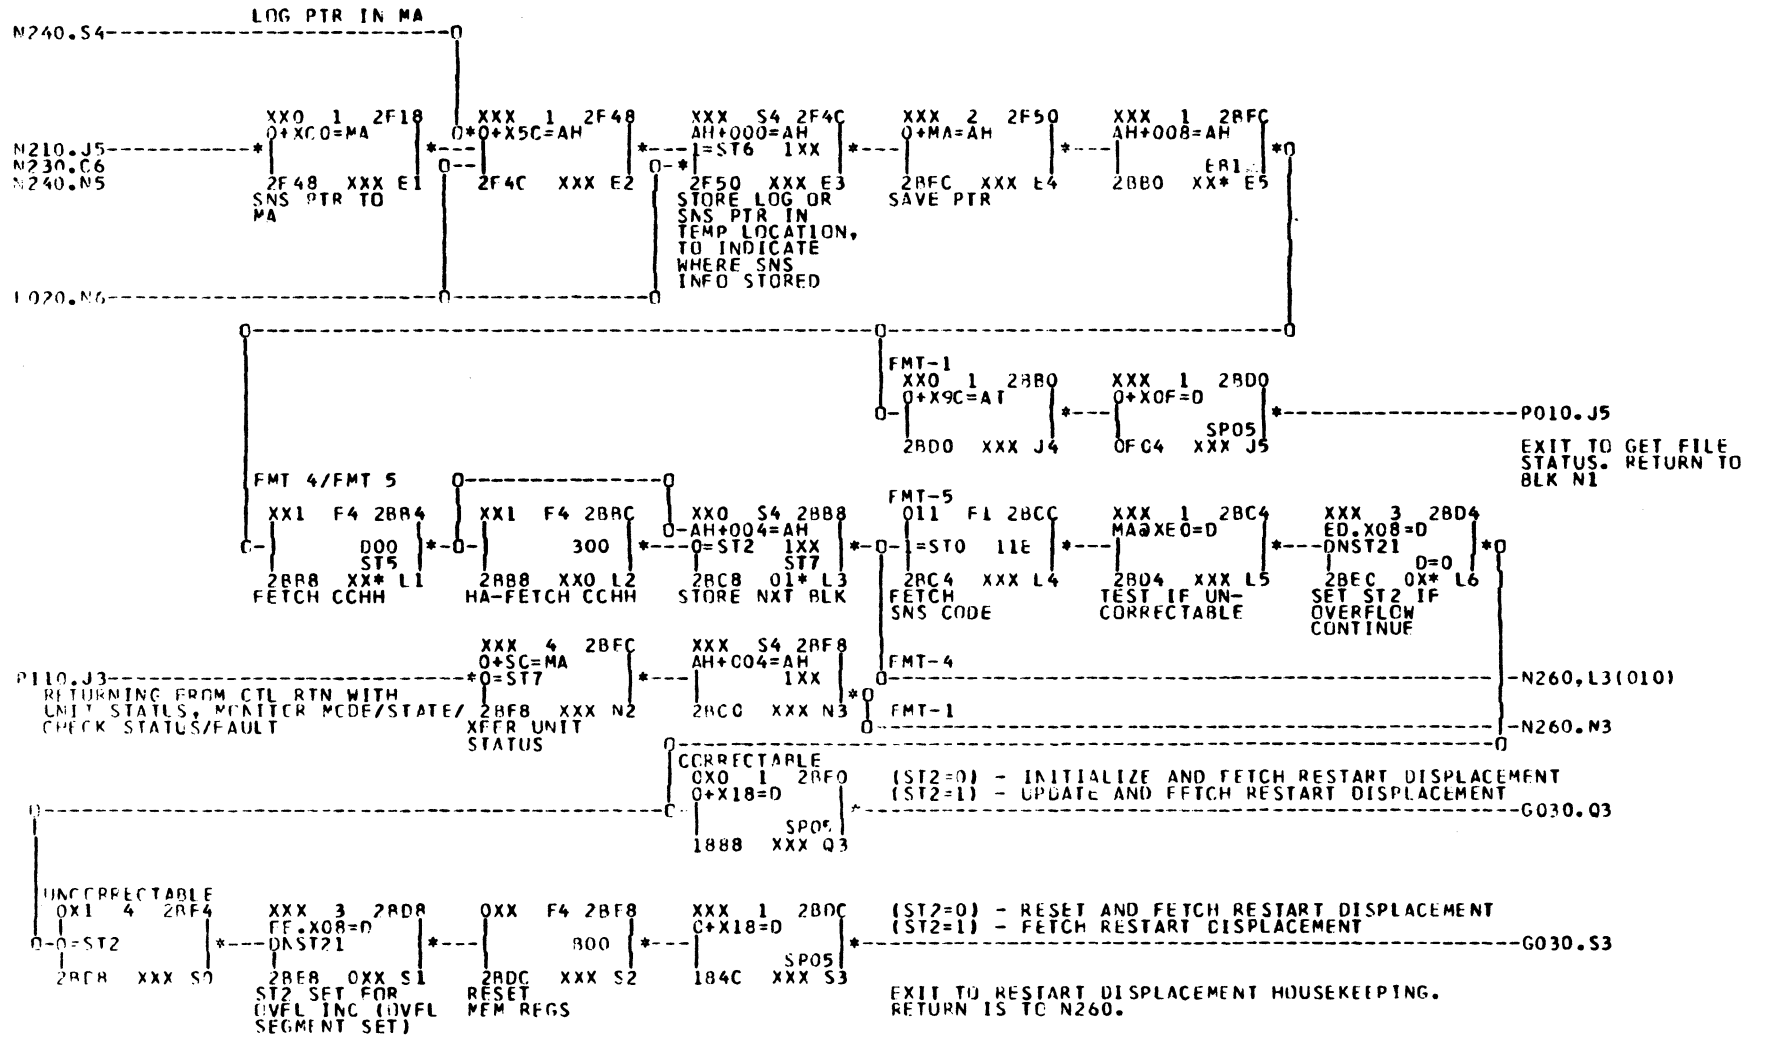 LOG PTR IN MA
N240.S4
XX0 1 2F18 XXX 1 2F48 XXX S4 2F4C XXX 2 2F50 XXX 1 2BFC
0+XC0=MA 0+X5C=AH AH+000=AH 0+MA=AH AH+008=AH
N210.J5 1=ST6 1XX
N230.C6
N240.N5 2F48 XXX E1 2F4C XXX E2 2F50 XXX E3 2BFC XXX E4 2BB0 XX* E5
SNS PTR TO STORE LOG OR SAVE PTR
MA SNS PTR IN
TEMP LOCATION,
TO INDICATE
WHERE SNS
INFO STORED
FMT-1
XX0 1 2BB0 XXX 1 2BD0
0+X9C=AT 0+X0F=D
P010.J5
SP05
2BD0 XXX J4 0FC4 XXX J5
EXIT TO GET FILE
STATUS. RETURN TO
BLK N1
FMT 4/FMT 5
FMT-5
XX1 F4 2BB4 XX1 F4 2BBC XX0 S4 2BB8 011 F1 2BCC XXX 1 2BC4 XXX 3 2BD4
AH+004=AH MA@XE0=D ED.X08=D
D00 300 0=ST2 1XX 1=ST0 11E DNST21
ST5 ST7 D=0
2BB8 XX* L1 2BB8 XX0 L2 2BC8 01* L3 2BC4 XXX L4 2BD4 XXX L5 2BEC 0X* L6
FETCH CCHH HA-FETCH CCHH STORE NXT BLK FETCH TEST IF UN- SET ST2 IF
SNS CODE CORRECTABLE OVERFLOW
CONTINUE
XXX 4 2BFC XXX S4 2BF8
0+SC=MA AH+004=AH FMT-4
P110.J3 0=ST7 1XX N260,L3(010)
RETURNING FROM CTL RTN WITH
UNIT STATUS, MONITOR MODE/STATE/ 2BF8 XXX N2 2BC0 XXX N3 FMT-1
CHECK STATUS/FAULT XFER UNIT N260.N3
STATUS
CORRECTABLE
0X0 1 2BF0 (ST2=0) - INITIALIZE AND FETCH RESTART DISPLACEMENT
0+X18=D (ST2=1) - UPDATE AND FETCH RESTART DISPLACEMENT
G030.Q3
SP05
1888 XXX Q3
UNCORRECTABLE
0X1 4 2BF4 XXX 3 2BD8 0XX F4 2BF8 XXX 1 2BDC (ST2=0) - RESET AND FETCH RESTART DISPLACEMENT
FE.X08=D 0+X18=D (ST2=1) - FETCH RESTART DISPLACEMENT
0=ST2 DNST21 B00 G030.S3
SP05
XXX S0 2BE8 0XX S1 2BDC XXX S2 184C XXX S3
ST2 SET FOR RESET EXIT TO RESTART DISPLACEMENT HOUSEKEEPING.
OVFL INC (OVFL MEM REGS RETURN IS TO N260.
SEGMENT SET)